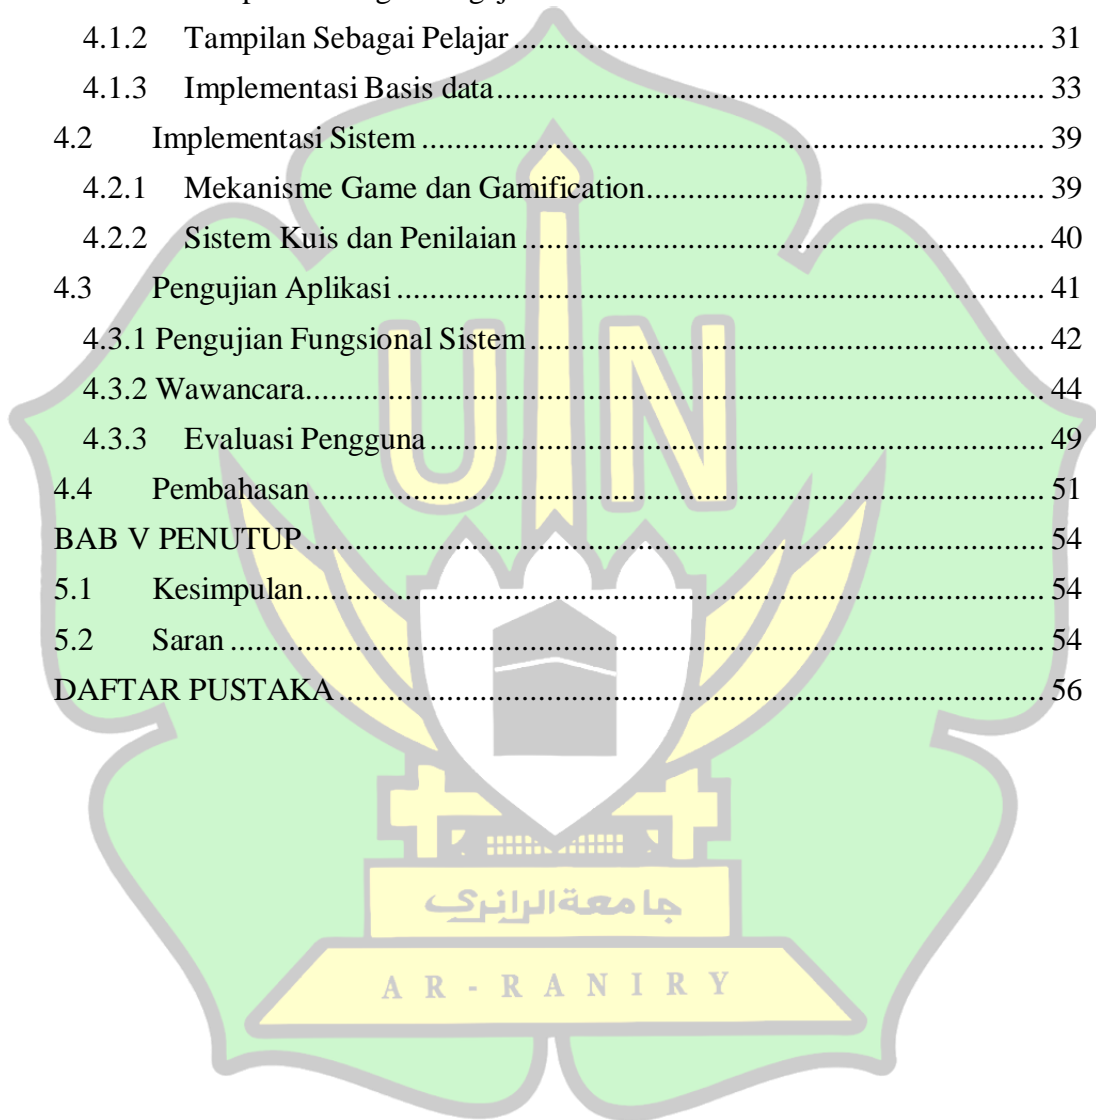 4.1.2 Tampilan Sebagai Pelajar ........ 31
4.1.3 Implementasi Basis data ........ 33
4.2 Implementasi Sistem ........ 39
4.2.1 Mekanisme Game dan Gamification ........ 39
4.2.2 Sistem Kuis dan Penilaian ........ 40
4.3 Pengujian Aplikasi ........ 41
4.3.1 Pengujian Fungsional Sistem ........ 42
4.3.2 Wawancara ........ 44
4.3.3 Evaluasi Pengguna ........ 49
4.4 Pembahasan ........ 51
BAB V PENUTUP ........ 54
5.1 Kesimpulan ........ 54
5.2 Saran ........ 54
DAFTAR PUSTAKA ........ 56
UIN
جامعة الرانري
AR-RANIRY